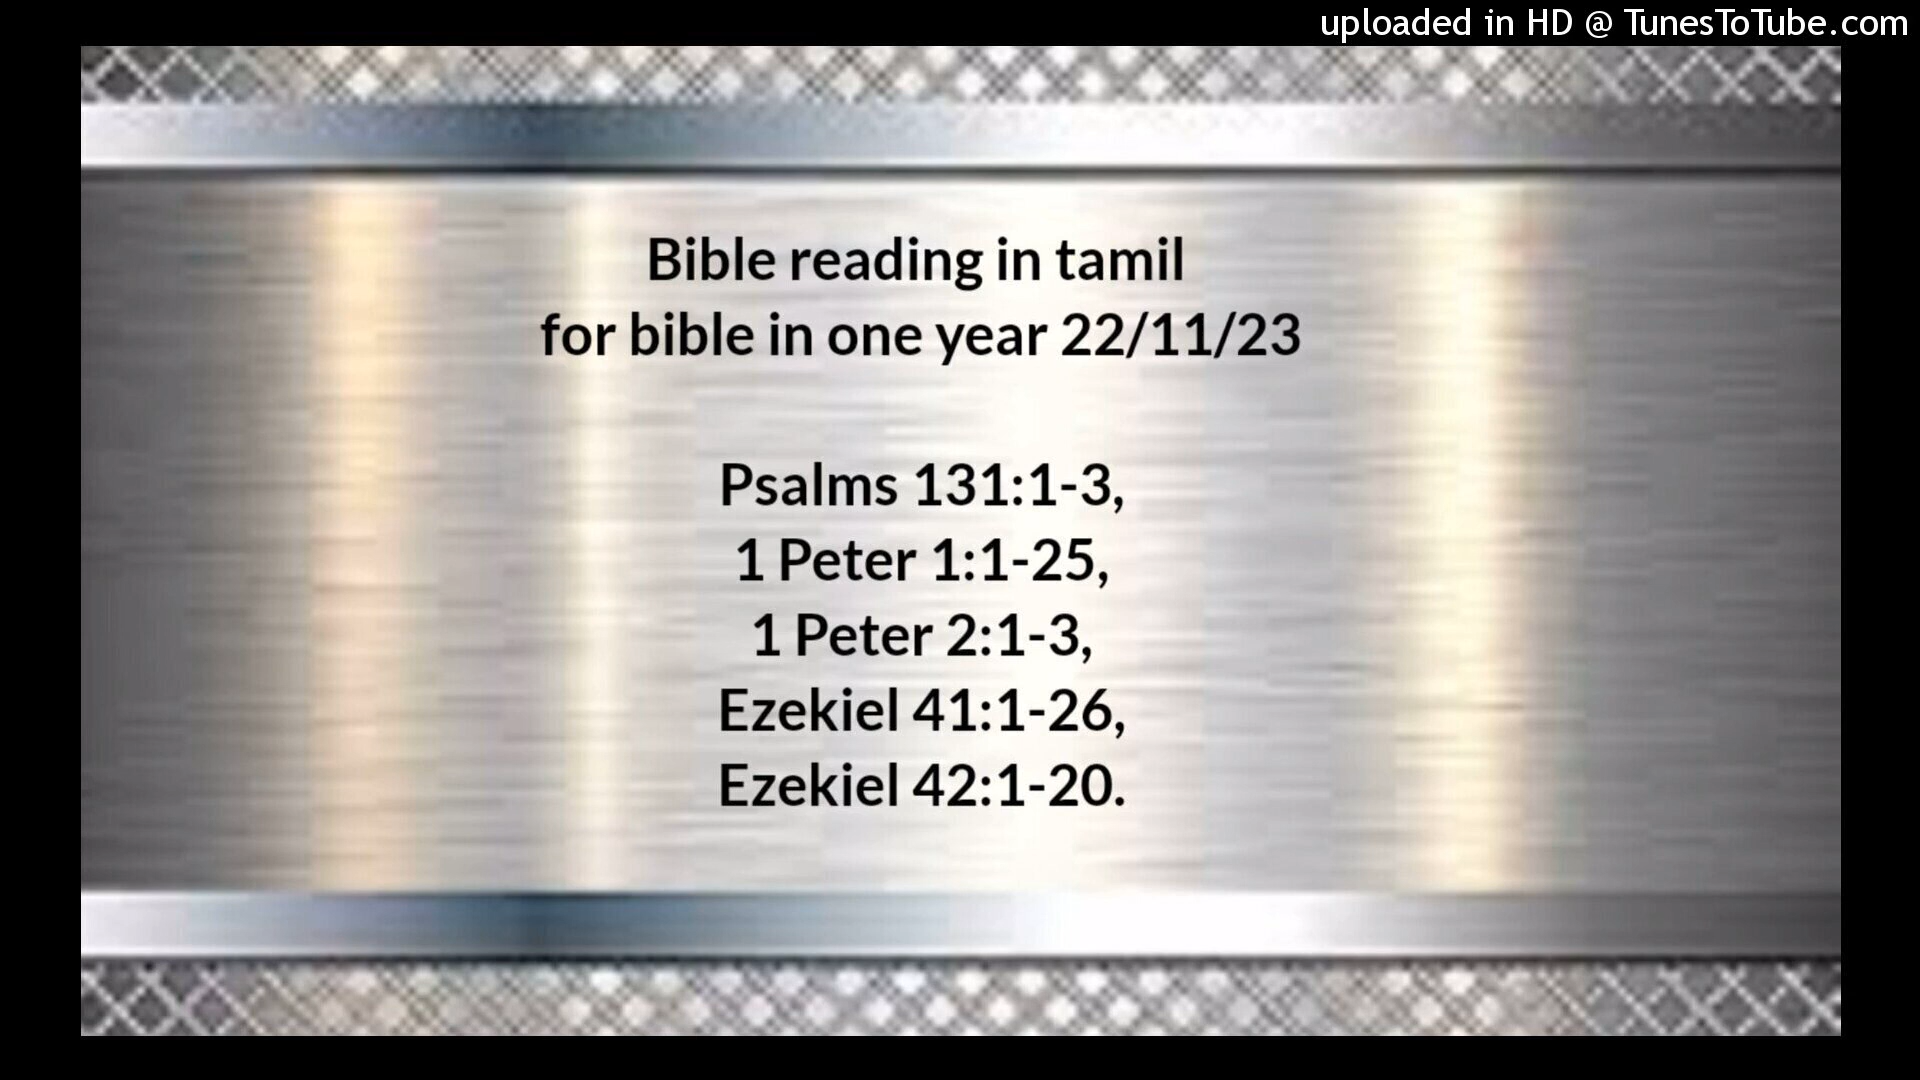 uploaded in HD @ TunesToTube.com
Bible reading in tamil
for bible in one year 22/11/23
Psalms 131:1-3,
1 Peter 1:1-25,
1 Peter 2:1-3,
Ezekiel 41:1-26,
Ezekiel 42:1-20.